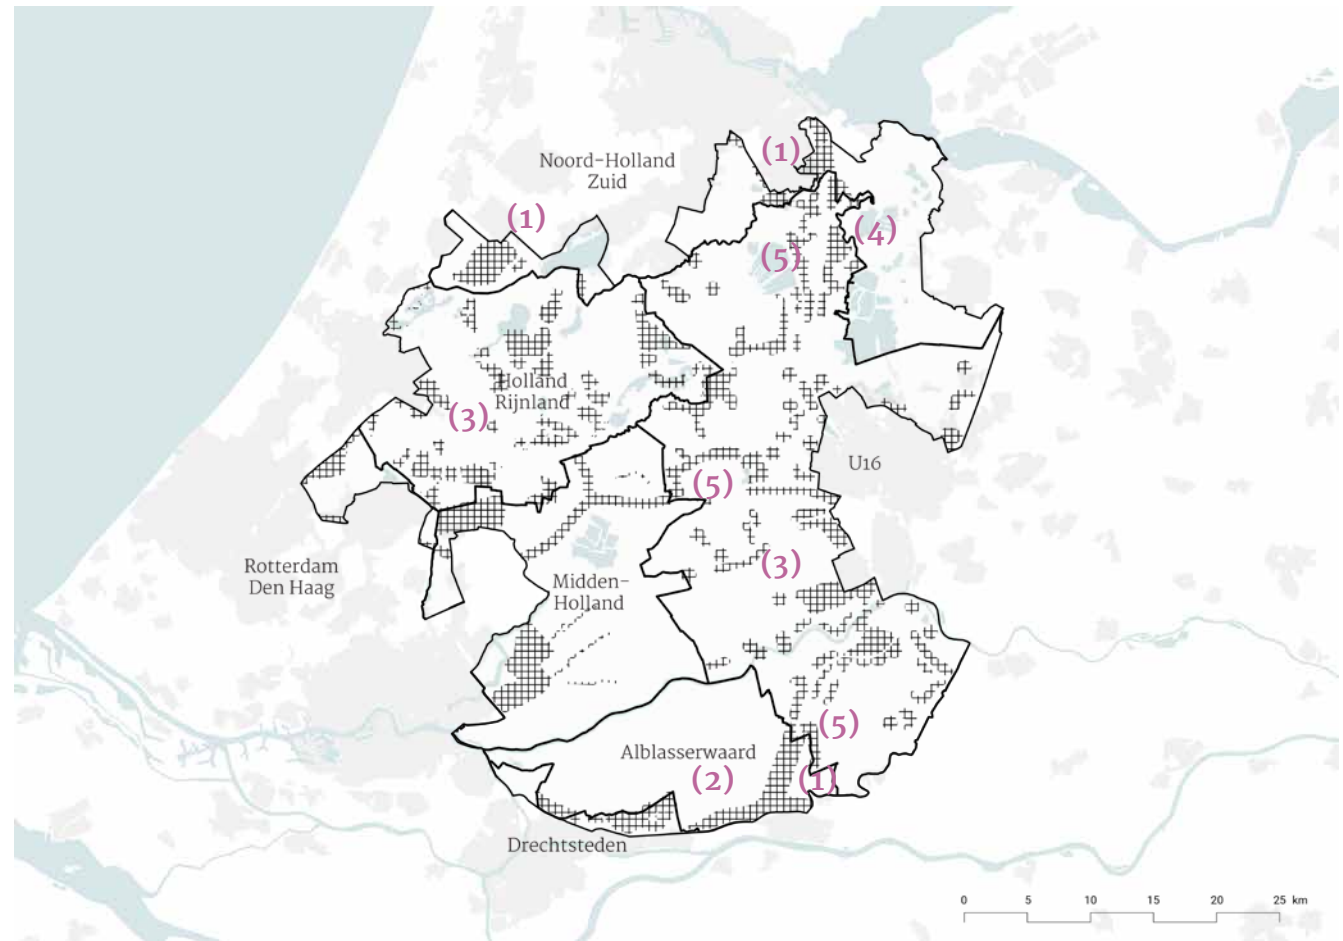 (1)
Noord-Holland
Zuid
(1)
(4)
(5)
Holland
Rijnland
(3)
U16
(5)
Rotterdam
Den Haag
(3)
Midden-
Holland
(5)
Alblasserwaard
(2)
(1)
Drechtsteden
0 5 10 15 20 25 km